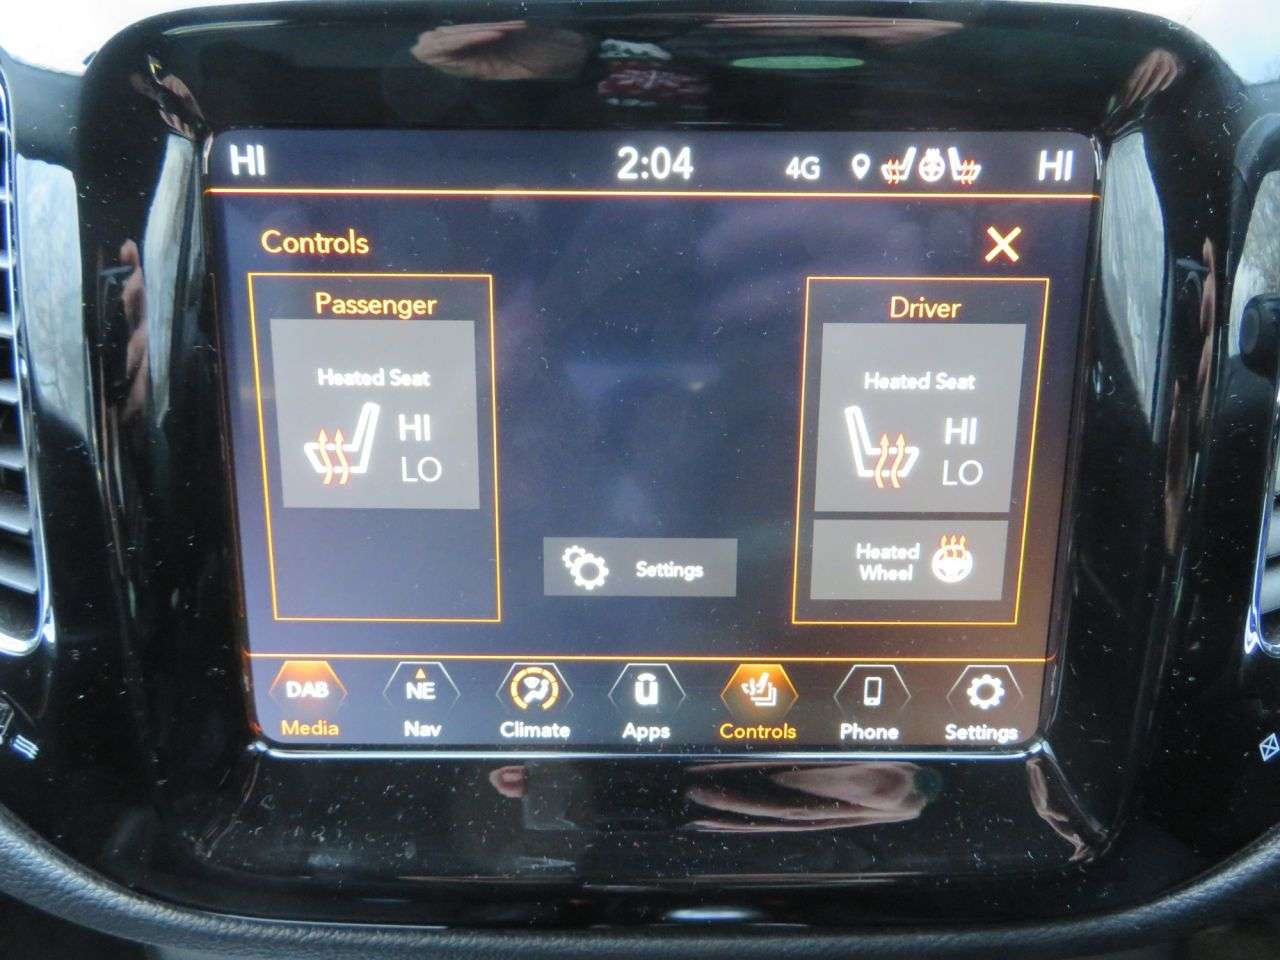 HI 2:04 4G HI
Controls
Passenger
Heated Seat
HI
LO
Driver
Heated Seat
HI
LO
Heated
Wheel
Settings
DAB NE
Media Nav Climate Apps Controls Phone Settings